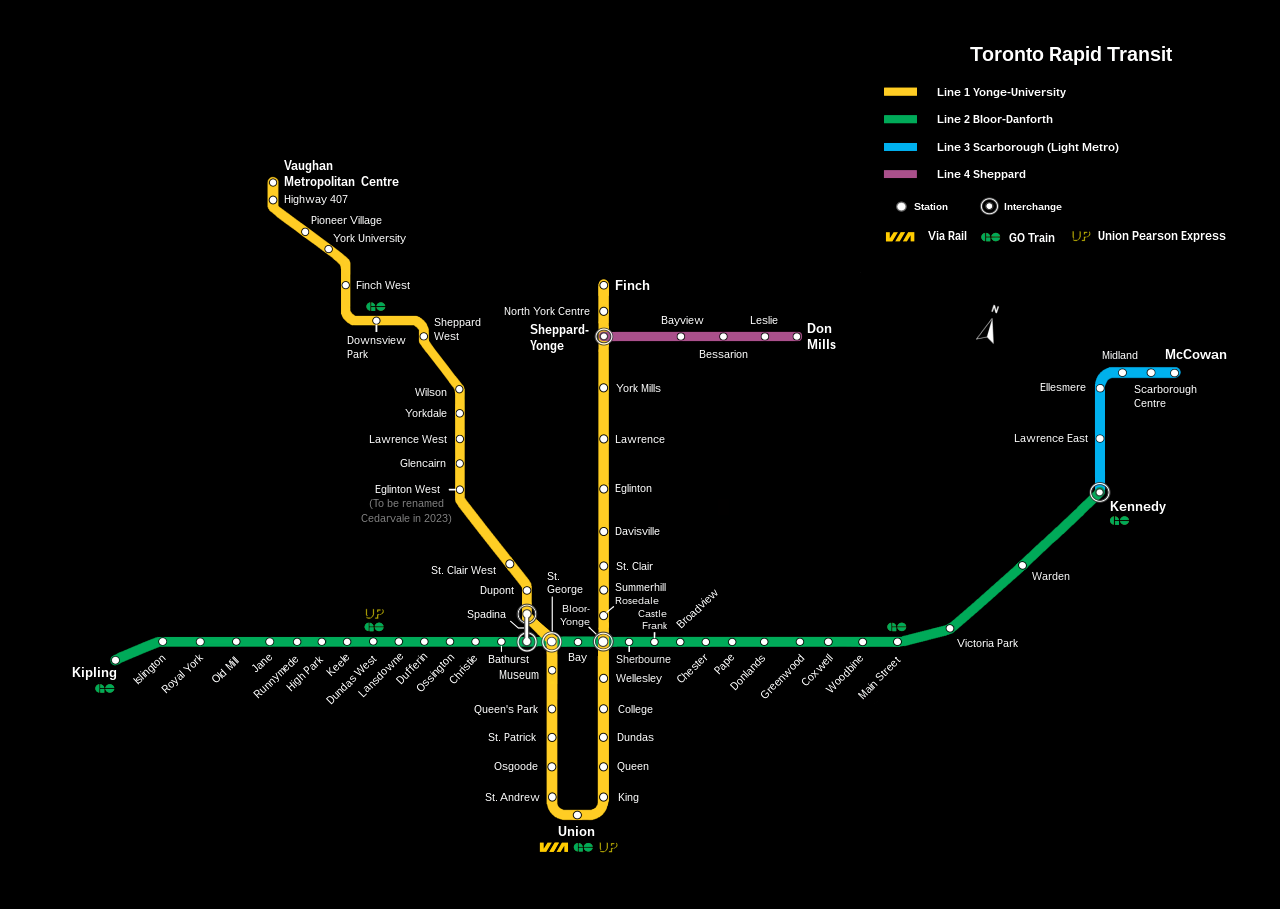 Toronto Rapid Transit
Line 1 Yonge-University
Line 2 Bloor-Danforth
Line 3 Scarborough (Light Metro)
Line 4 Sheppard
Station
Interchange
Via Rail
GO Train
UP
Union Pearson Express
N
Vaughan
Metropolitan Centre
Highway 407
Pioneer Village
York University
Finch West
Downsview
Park
Sheppard
West
Wilson
Yorkdale
Lawrence West
Glencairn
Eglinton West
(To be renamed
Cedarvale in 2023)
St. Clair West
Dupont
Spadina
St.
George
Museum
Queen's Park
St. Patrick
Osgoode
St. Andrew
Union
VIA GO UP
Finch
North York Centre
Sheppard-
Yonge
Bayview
Bessarion
Leslie
Don
Mills
York Mills
Lawrence
Eglinton
Davisville
St. Clair
Summerhill
Rosedale
Bloor-
Yonge
Wellesley
College
Dundas
Queen
King
Kipling
GO
Islington
Royal York
Old Mill
Jane
Runnymede
High Park
Keele
UP
GO
Dundas West
Lansdowne
Dufferin
Ossington
Christie
Bathurst
Bay
Sherbourne
Castle
Frank
Broadview
Chester
Pape
Donlands
Greenwood
Coxwell
Woodbine
GO
Main Street
Victoria Park
Warden
Kennedy
GO
Lawrence East
Ellesmere
Midland
Scarborough
Centre
McCowan